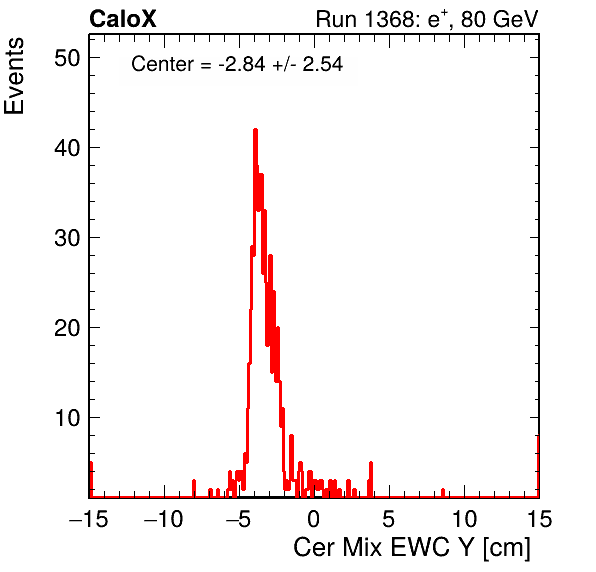 CaloX
Run 1368: e+, 80 GeV
Center = -2.84 +/- 2.54
Events
50
40
30
20
10
−15
−10
−5
0
5
10
15
Cer Mix EWC Y [cm]